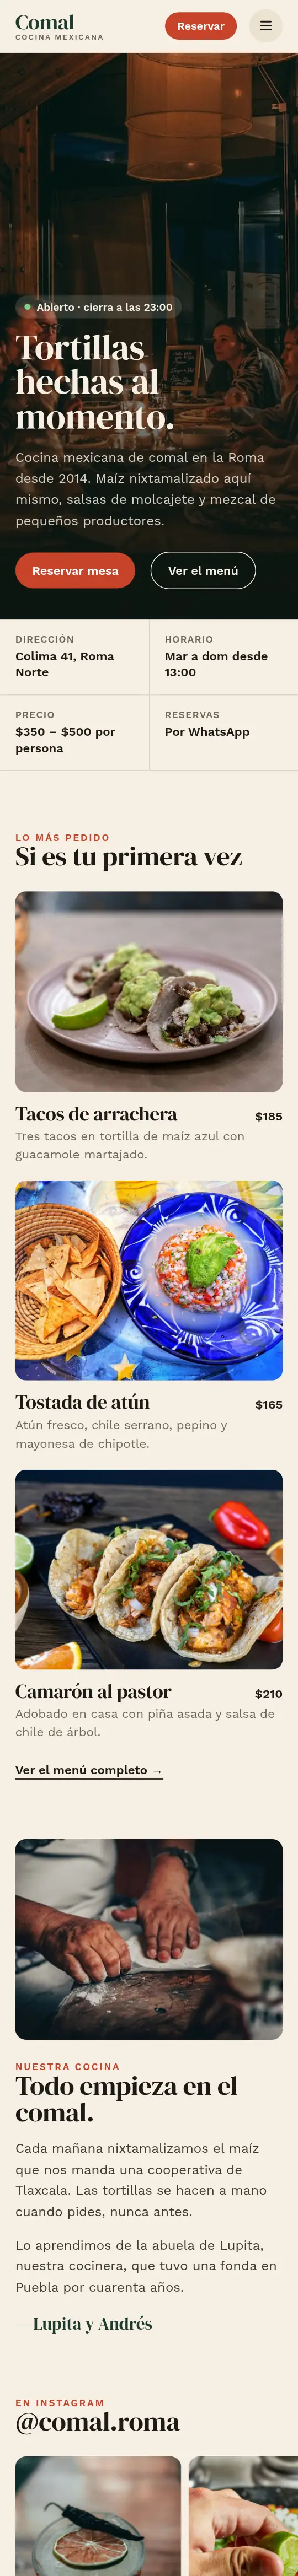 Comal
COCINA MEXICANA
Reservar
Abierto · cierra a las 23:00
Tortillas
hechas al
momento.
Cocina mexicana de comal en la Roma
desde 2014. Maíz nixtamalizado aquí
mismo, salsas de molcajete y mezcal de
pequeños productores.
Reservar mesa
Ver el menú
DIRECCIÓN
Colima 41, Roma
Norte
HORARIO
Mar a dom desde
13:00
PRECIO
$350 – $500 por
persona
RESERVAS
Por WhatsApp
LO MÁS PEDIDO
Si es tu primera vez
Tacos de arrachera
$185
Tres tacos en tortilla de maíz azul con
guacamole martajado.
Tostada de atún
$165
Atún fresco, chile serrano, pepino y
mayonesa de chipotle.
Camarón al pastor
$210
Adobado en casa con piña asada y salsa de
chile de árbol.
Ver el menú completo →
NUESTRA COCINA
Todo empieza en el
comal.
Cada mañana nixtamalizamos el maíz
que nos manda una cooperativa de
Tlaxcala. Las tortillas se hacen a mano
cuando pides, nunca antes.
Lo aprendimos de la abuela de Lupita,
nuestra cocinera, que tuvo una fonda en
Puebla por cuarenta años.
— Lupita y Andrés
EN INSTAGRAM
@comal.roma